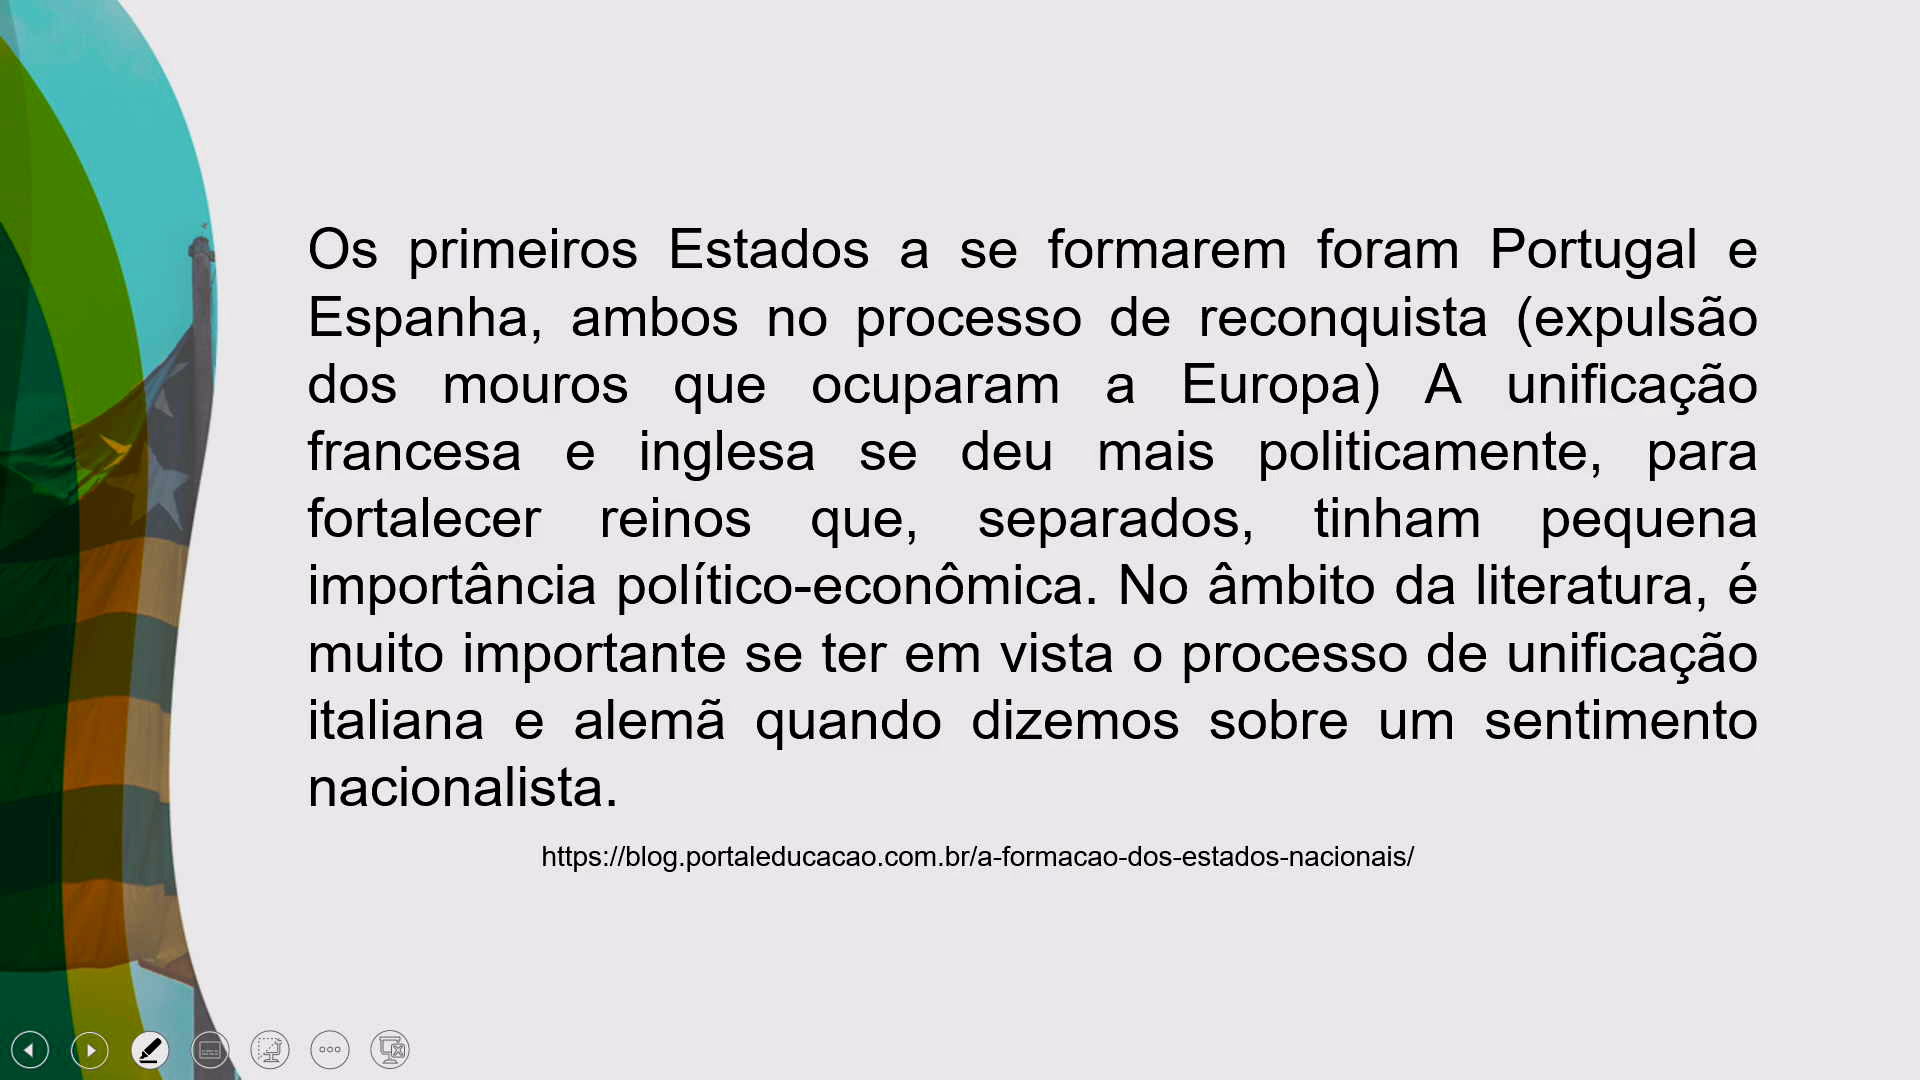 Os primeiros Estados a se formarem foram Portugal e
Espanha, ambos no processo de reconquista (expulsão
dos mouros que ocuparam a Europa) A unificação
francesa e inglesa se deu mais politicamente, para
fortalecer reinos que, separados, tinham pequena
importância político-econômica. No âmbito da literatura, é
muito importante se ter em vista o processo de unificação
italiana e alemã quando dizemos sobre um sentimento
nacionalista.
https://blog.portaleducacao.com.br/a-formacao-dos-estados-nacionais/